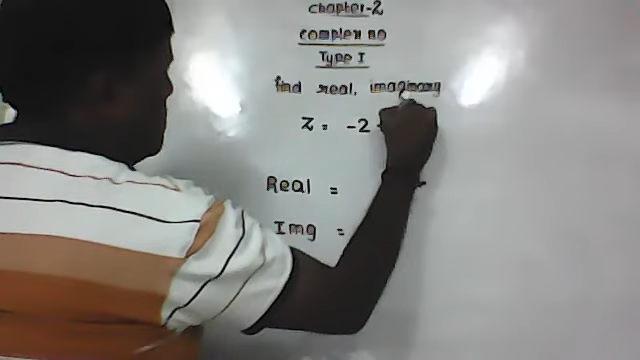 chapter-2
complex no
Type I
find real, imaginary
Z = -2
Real =
Img =